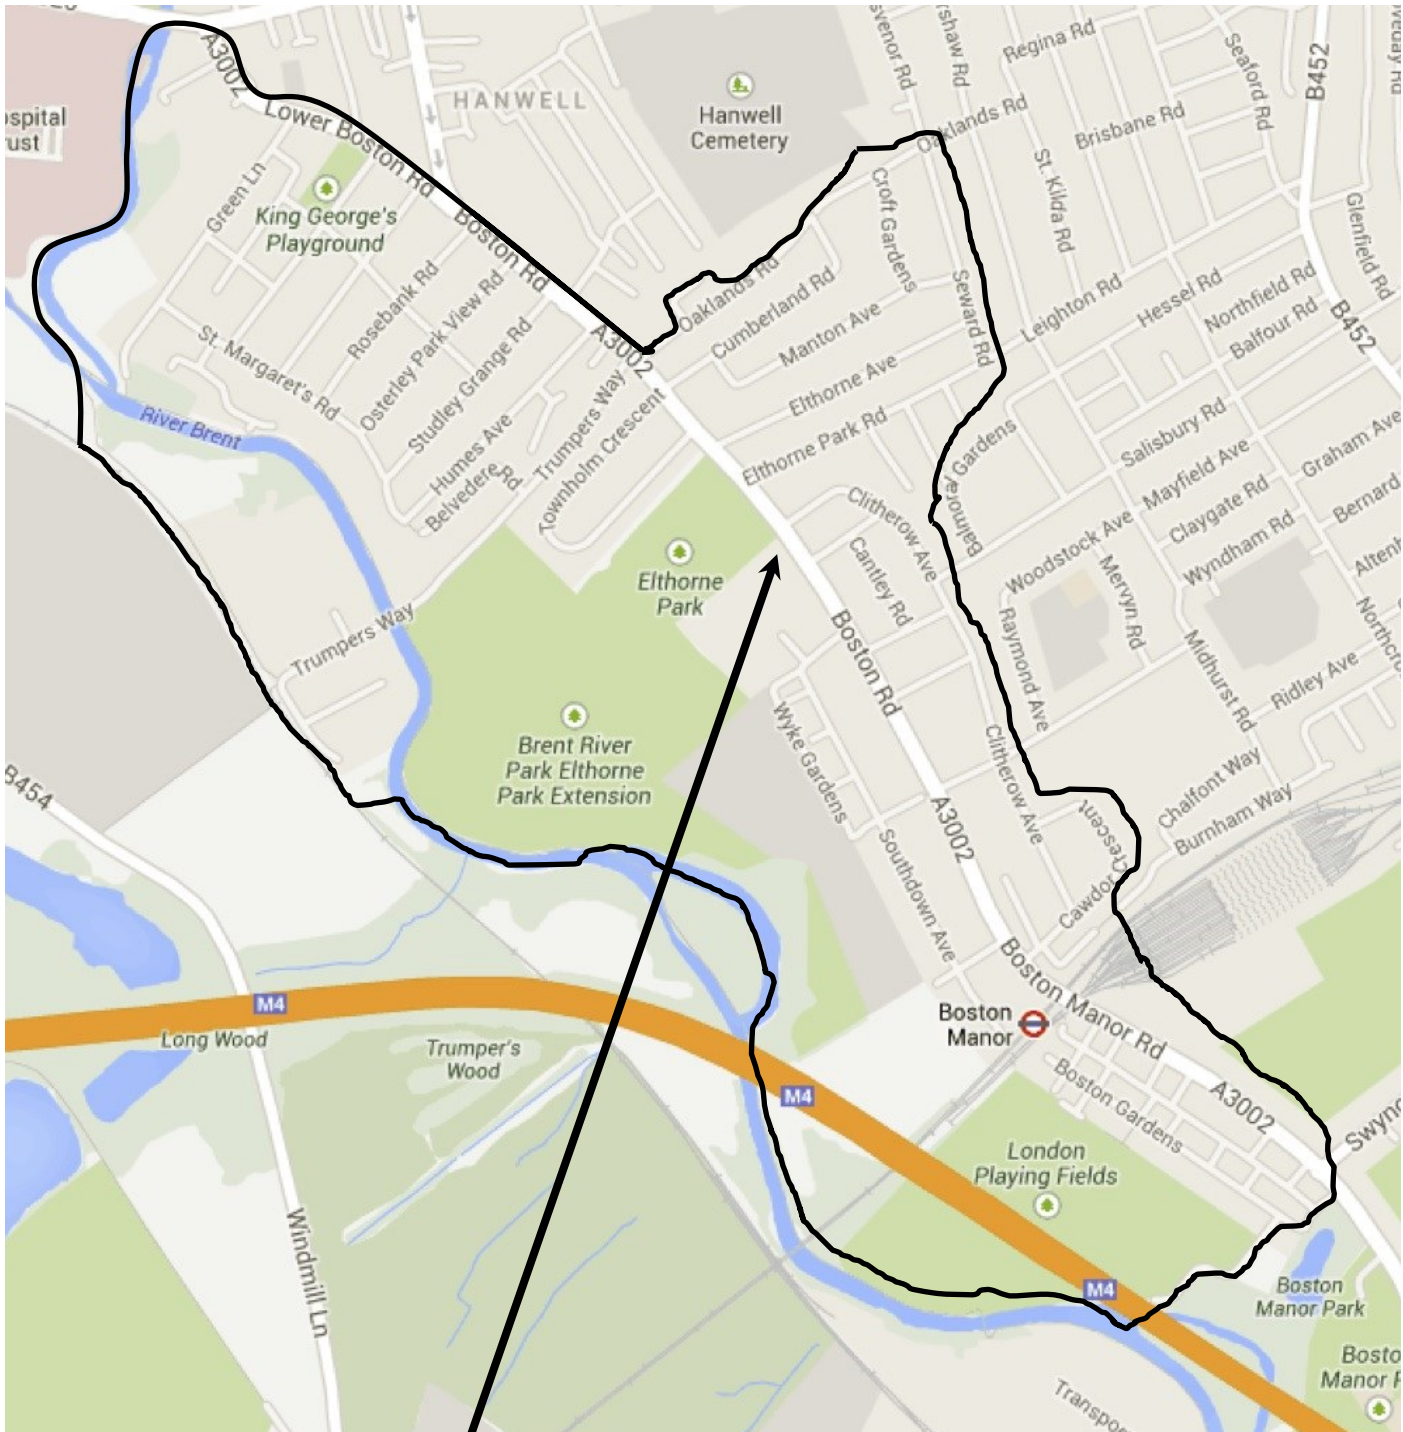 A3002
Lower Boston Rd
HANWELL
Hanwell
Cemetery
Regina Rd
Seaford Rd
B452
Oaklands Rd
Brisbane Rd
St. Kilda Rd
Green Ln
King George's
Playground
Boston Rd
Croft Gardens
Glenfield Rd
Rosebank Rd
Osterley Park View Rd
Studley Grange Rd
St. Margaret's Rd
A3002
Oaklands Rd
Cumberland Rd
Manton Ave
Seward Rd
Leighton Rd
Hessel Rd
Northfield Rd
Balfour Rd
B452
Elthorne Ave
Elthorne Park Rd
River Brent
Humes Ave
Belvedere Rd
Trumpers Way
Townholm Crescent
Salisbury Rd
Graham Ave
Mayfield Ave
Claygate Rd
Wyndham Rd
Bernard
Clitherow Ave
Balmoral Gardens
Woodstock Ave
Cantley Rd
Mervyn Rd
Elthorne
Park
Raymond Ave
Midhurst Rd
Ridley Ave
Trumpers Way
Boston Rd
Brent River
Park Elthorne
Park Extension
Wyke Gardens
Clitherow Ave
Chalfont Way
Burnham Way
B454
A3002
Crescent
Cawdor
Southdown Ave
M4
Long Wood
Trumper's
Wood
Boston
Manor
Boston Manor Rd
M4
Boston Gardens
A3002
London
Playing Fields
Windmill Ln
M4
Boston
Manor Park